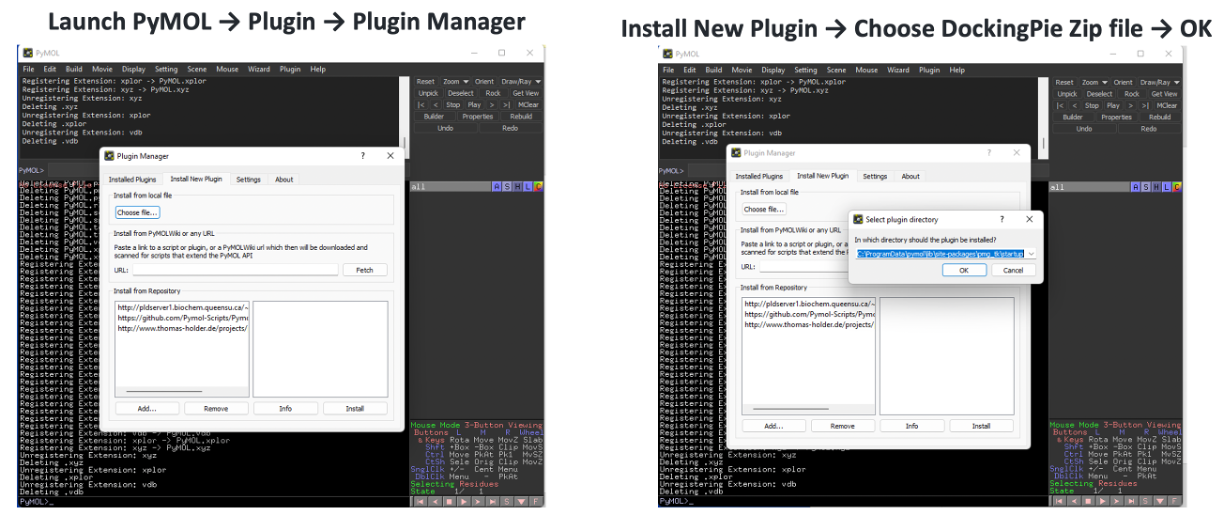 Launch PyMOL → Plugin → Plugin Manager
PyMOL
File Edit Build Movie Display Setting Scene Mouse Wizard Plugin Help
Registering Extension: xplor -> PyMOL.xplor
Registering Extension: xyz -> PyMOL.xyz
Unregistering Extension: xyz
Deleting .xyz
Unregistering Extension: xplor
Deleting .xplor
Unregistering Extension: vdb
Deleting .vdb
Reset Zoom Orient Draw/Ray
Unpick Deselect Rock Get View
|< < Stop Play > >| MClear
Builder Properties Rebuild
Undo Redo
PyMOL>
all A S H L C
Plugin Manager ? ×
Installed Plugins Install New Plugin Settings About
Install from local file
Choose file...
Install from PyMOLWiki or any URL
Paste a link to a script or plugin, or a PyMOLWiki url which then will be downloaded and
scanned for scripts that extend the PyMOL API
URL: Fetch
Install from Repository
http://pldserver1.biochem.queensu.ca/~
https://github.com/Pymol-Scripts/Pymo
http://www.thomas-holder.de/projects/
Add... Remove Info Install
Registering Extension: xplor -> PyMOL.xplor
Registering Extension: xyz -> PyMOL.xyz
Unregistering Extension: xyz
Deleting .xyz
Unregistering Extension: xplor
Deleting .xplor
Unregistering Extension: vdb
Deleting .vdb
PyMOL>_
Mouse Mode 3-Button Viewing
Buttons L M R Wheel
& Keys Rota Move MovZ Slab
Shft +Box -Box Clip MovS
Ctrl Move PkAt Pk1 MvSZ
CtSh Sele Orig Clip MovZ
SnglClk +/- Cent Menu
DblClk Menu - PkAt
Selecting Residues
State 1/ 1
Install New Plugin → Choose DockingPie Zip file → OK
PyMOL
File Edit Build Movie Display Setting Scene Mouse Wizard Plugin Help
Registering Extension: xplor -> PyMOL.xplor
Registering Extension: xyz -> PyMOL.xyz
Unregistering Extension: xyz
Deleting .xyz
Unregistering Extension: xplor
Deleting .xplor
Unregistering Extension: vdb
Deleting .vdb
Reset Zoom Orient Draw/Ray
Unpick Deselect Rock Get View
|< < Stop Play > >| MClear
Builder Properties Rebuild
Undo Redo
PyMOL>
all A S H L C
Plugin Manager ? ×
Installed Plugins Install New Plugin Settings About
Install from local file
Choose file...
Install from PyMOLWiki or any URL
Paste a link to a script or plugin, or a
scanned for scripts that extend the
URL:
Select plugin directory ? ×
In which directory should the plugin be installed?
C:\ProgramData\pymol\lib\site-packages\pmg_tk\startup
OK Cancel
Install from Repository
http://pldserver1.biochem.queensu.ca/~
https://github.com/Pymol-Scripts/Pymo
http://www.thomas-holder.de/projects/
Add... Remove Info Install
Unregistering Extension: xyz
Deleting .xyz
Unregistering Extension: xplor
Deleting .xplor
Unregistering Extension: vdb
Deleting .vdb
PyMOL>_
Mouse Mode 3-Button Viewing
Buttons L M R Wheel
& Keys Rota Move MovZ Slab
Shft +Box -Box Clip MovS
Ctrl Move PkAt Pk1 MvSZ
CtSh Sele Orig Clip MovZ
SnglClk +/- Cent Menu
DblClk Menu - PkAt
Selecting Residues
State 1/ 1